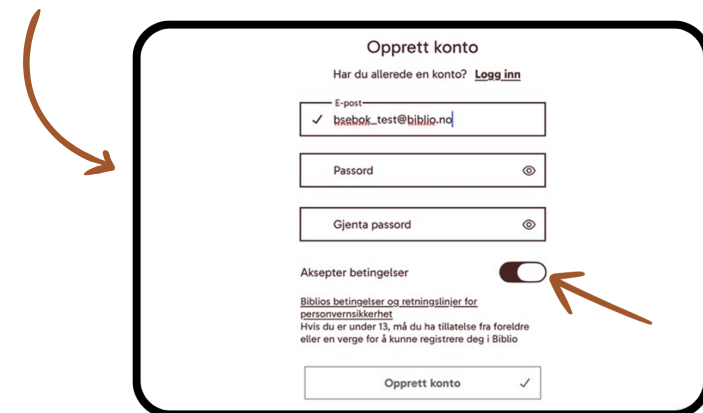 Opprett konto
Har du allerede en konto? Logg inn
E-post
bsebok_test@biblio.no
Passord
Gjenta passord
Aksepter betingelser
Biblios betingelser og retningslinjer for
personvernsikkerhet
Hvis du er under 13, må du ha tillatelse fra foreldre
eller en verge for å kunne registrere deg i Biblio
Opprett konto